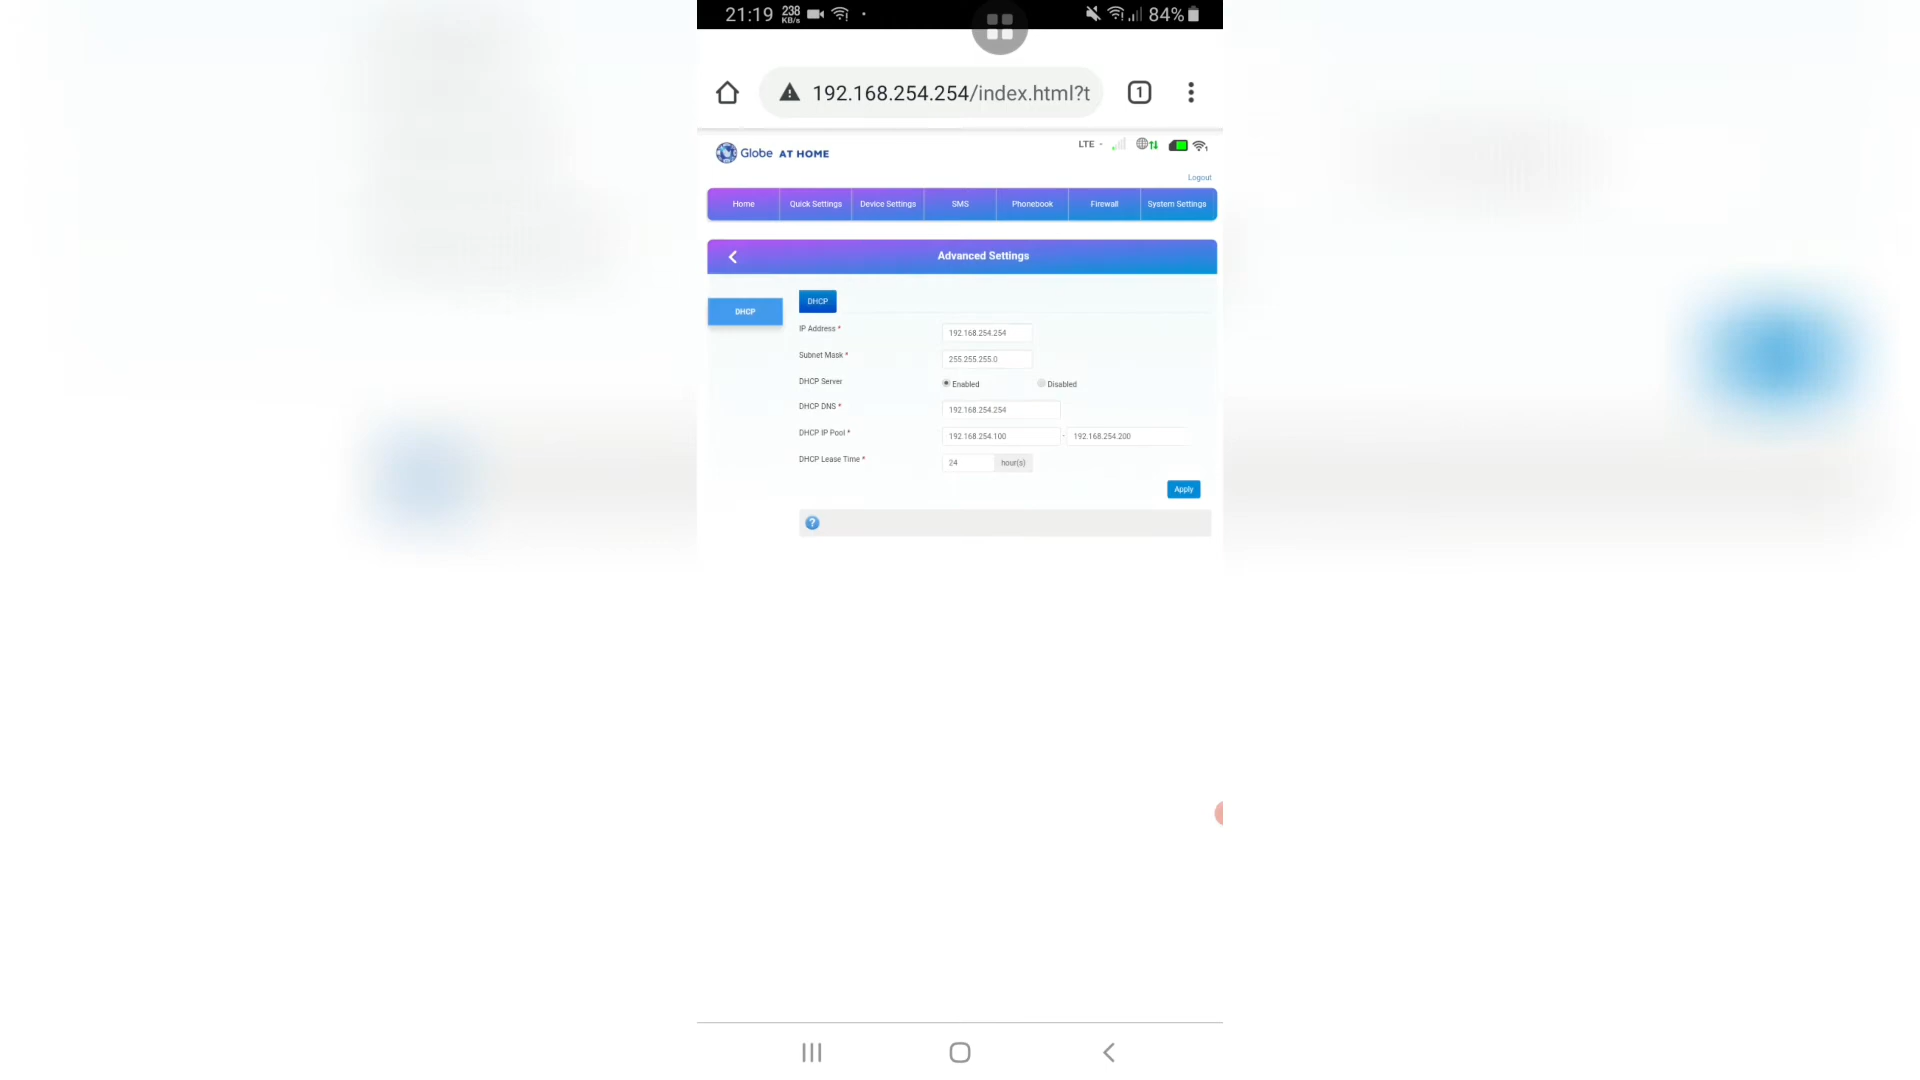 21:19 238 KB/s 84%
192.168.254.254/index.html?t 1
LTE -
Globe AT HOME
Logout
Home Quick Settings Device Settings SMS Phonebook Firewall System Settings
Advanced Settings
DHCP
DHCP
IP Address * 192.168.254.254
Subnet Mask * 255.255.255.0
DHCP Server Enabled Disabled
DHCP DNS * 192.168.254.254
DHCP IP Pool * 192.168.254.100 - 192.168.254.200
DHCP Lease Time * 24 hour(s)
Apply
?